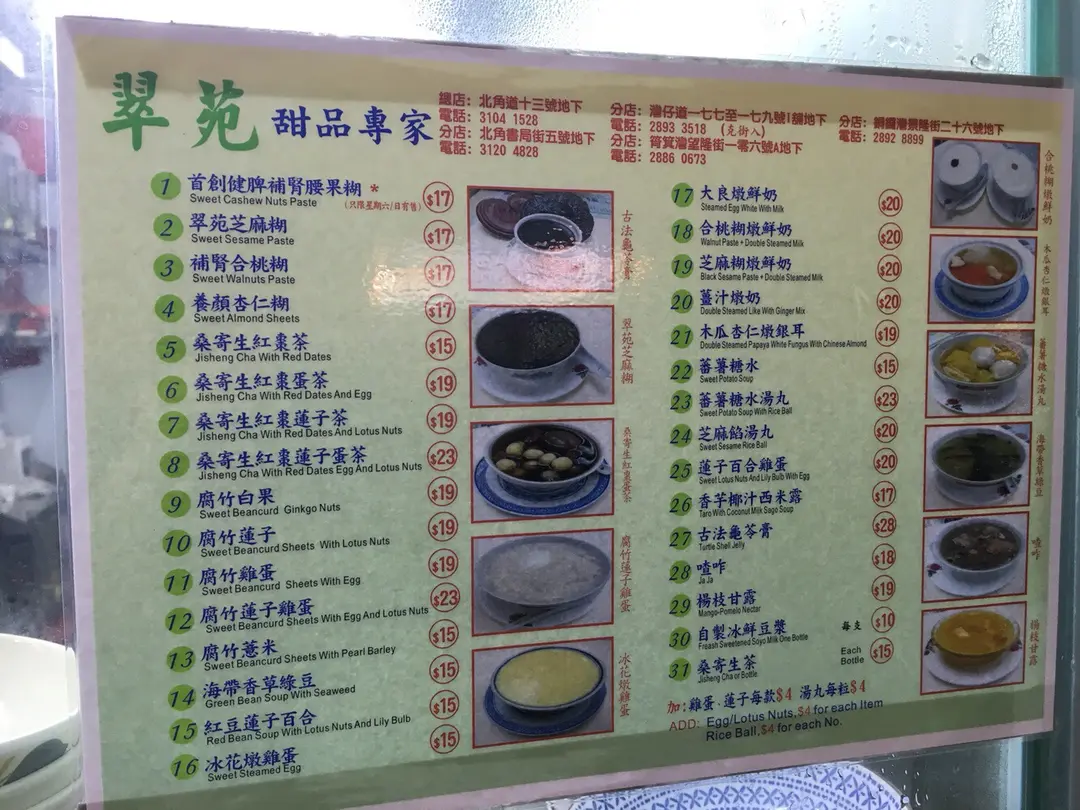 翠苑 甜品專家
總店：北角道十三號地下
電話：3104 1528
分店：北角書局街五號地下
電話：3120 4828
分店：灣仔道一七七至一七九號I舖地下
電話：2893 3518 （克街入）
分店：筲箕灣望隆街一零六號A地下
電話：2886 0673
分店：銅鑼灣景隆街二十六號地下
電話：2892 8899
1 首創健脾補腎腰果糊 * $17
Sweet Cashew Nuts Paste （只限星期六/日有售）
2 翠苑芝麻糊 $17
Sweet Sesame Paste
3 補腎合桃糊 $17
Sweet Walnuts Paste
4 養顏杏仁糊 $17
Sweet Almond Sheets
5 桑寄生紅棗茶 $15
Jisheng Cha With Red Dates
6 桑寄生紅棗蛋茶 $19
Jisheng Cha With Red Dates And Egg
7 桑寄生紅棗蓮子茶 $19
Jisheng Cha With Red Dates And Lotus Nuts
8 桑寄生紅棗蓮子蛋茶 $23
Jisheng Cha With Red Dates Egg And Lotus Nuts
9 腐竹白果 $19
Sweet Beancurd Ginkgo Nuts
10 腐竹蓮子 $19
Sweet Beancurd Sheets With Lotus Nuts
11 腐竹雞蛋 $19
Sweet Beancurd Sheets With Egg
12 腐竹蓮子雞蛋 $23
Sweet Beancurd Sheets With Egg And Lotus Nuts
13 腐竹薏米 $15
Sweet Beancurd Sheets With Pearl Barley
14 海帶香草綠豆 $15
Green Bean Soup With Seaweed
15 紅豆蓮子百合 $15
Red Bean Soup With Lotus Nuts And Lily Bulb
16 冰花燉雞蛋 $15
Sweet Steamed Egg
古法龜苓膏
翠苑芝麻糊
桑寄生紅棗蛋茶
腐竹蓮子雞蛋
冰花燉雞蛋
17 大良燉鮮奶 $20
Steamed Egg White With Milk
18 合桃糊燉鮮奶 $20
Walnut Paste + Double Steamed Milk
19 芝麻糊燉鮮奶 $20
Black Sesame Paste + Double Steamed Milk
20 薑汁燉奶 $20
Double Steamed Like With Ginger Mix
21 木瓜杏仁燉銀耳 $19
Double Steamed Papaya White Fungus With Chinese Almond
22 蕃薯糖水 $15
Sweet Potato Soup
23 蕃薯糖水湯丸 $23
Sweet Potato Soup With Rice Ball
24 芝麻餡湯丸 $20
Sweet Sesame Rice Ball
25 蓮子百合雞蛋 $20
Sweet Lotus Nuts And Lily Bulb With Egg
26 香芋椰汁西米露 $17
Taro With Coconut Milk Sago Soup
27 古法龜苓膏 $28
Turtle Shell Jelly
28 喳咋 $18
Ja Ja
29 楊枝甘露 $19
Mango-Pomelo Nectar
30 自製冰鮮豆漿 每支 $10
Freash Sweetened Soyo Milk One Bottle
31 桑寄生茶 Each Bottle $15
Jisheng Cha or Bottle
加：雞蛋．蓮子每款$4 湯丸每粒$4
ADD: Egg/Lotus Nuts,$4 for each Item
Rice Ball,$4 for each No.
合桃糊燉鮮奶
木瓜杏仁燉銀耳
蕃薯糖水湯丸
海帶香草綠豆
喳咋
楊枝甘露